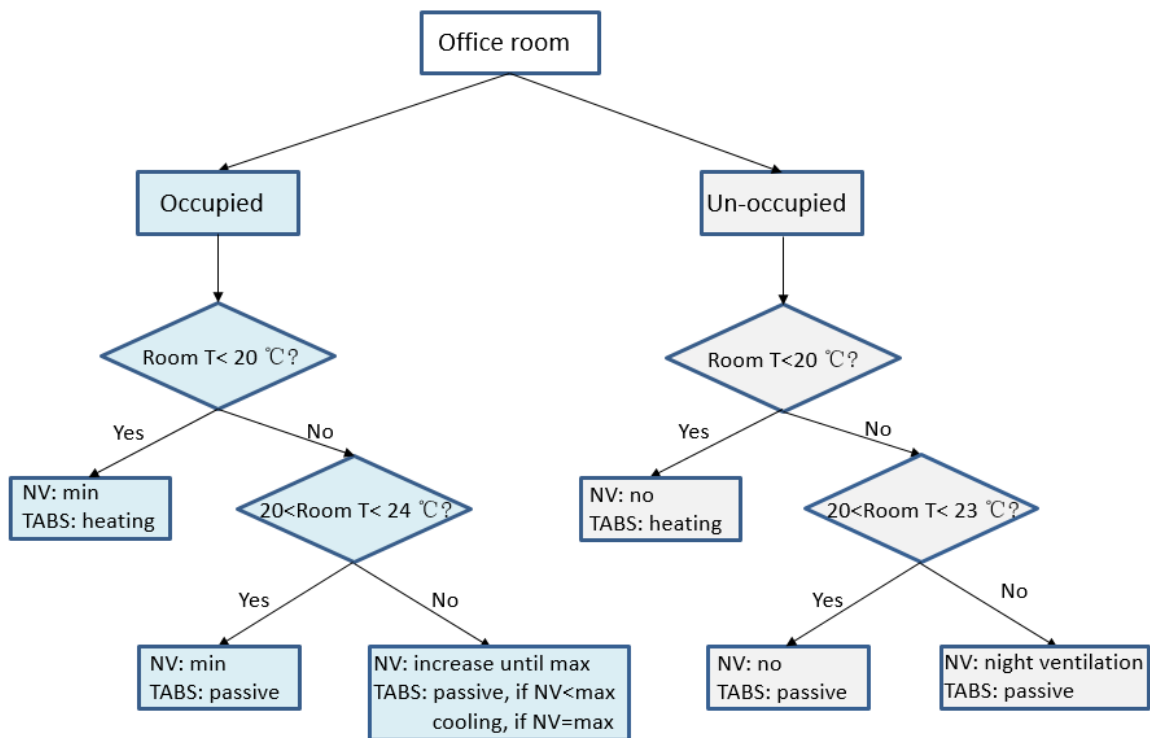 Office room
Occupied
Un-occupied
Room T< 20 ℃?
Room T<20 ℃?
Yes
No
Yes
No
NV: min
TABS: heating
20<Room T< 24 ℃?
NV: no
TABS: heating
20<Room T< 23 ℃?
Yes
No
Yes
No
NV: min
TABS: passive
NV: increase until max
TABS: passive, if NV<max
cooling, if NV=max
NV: no
TABS: passive
NV: night ventilation
TABS: passive